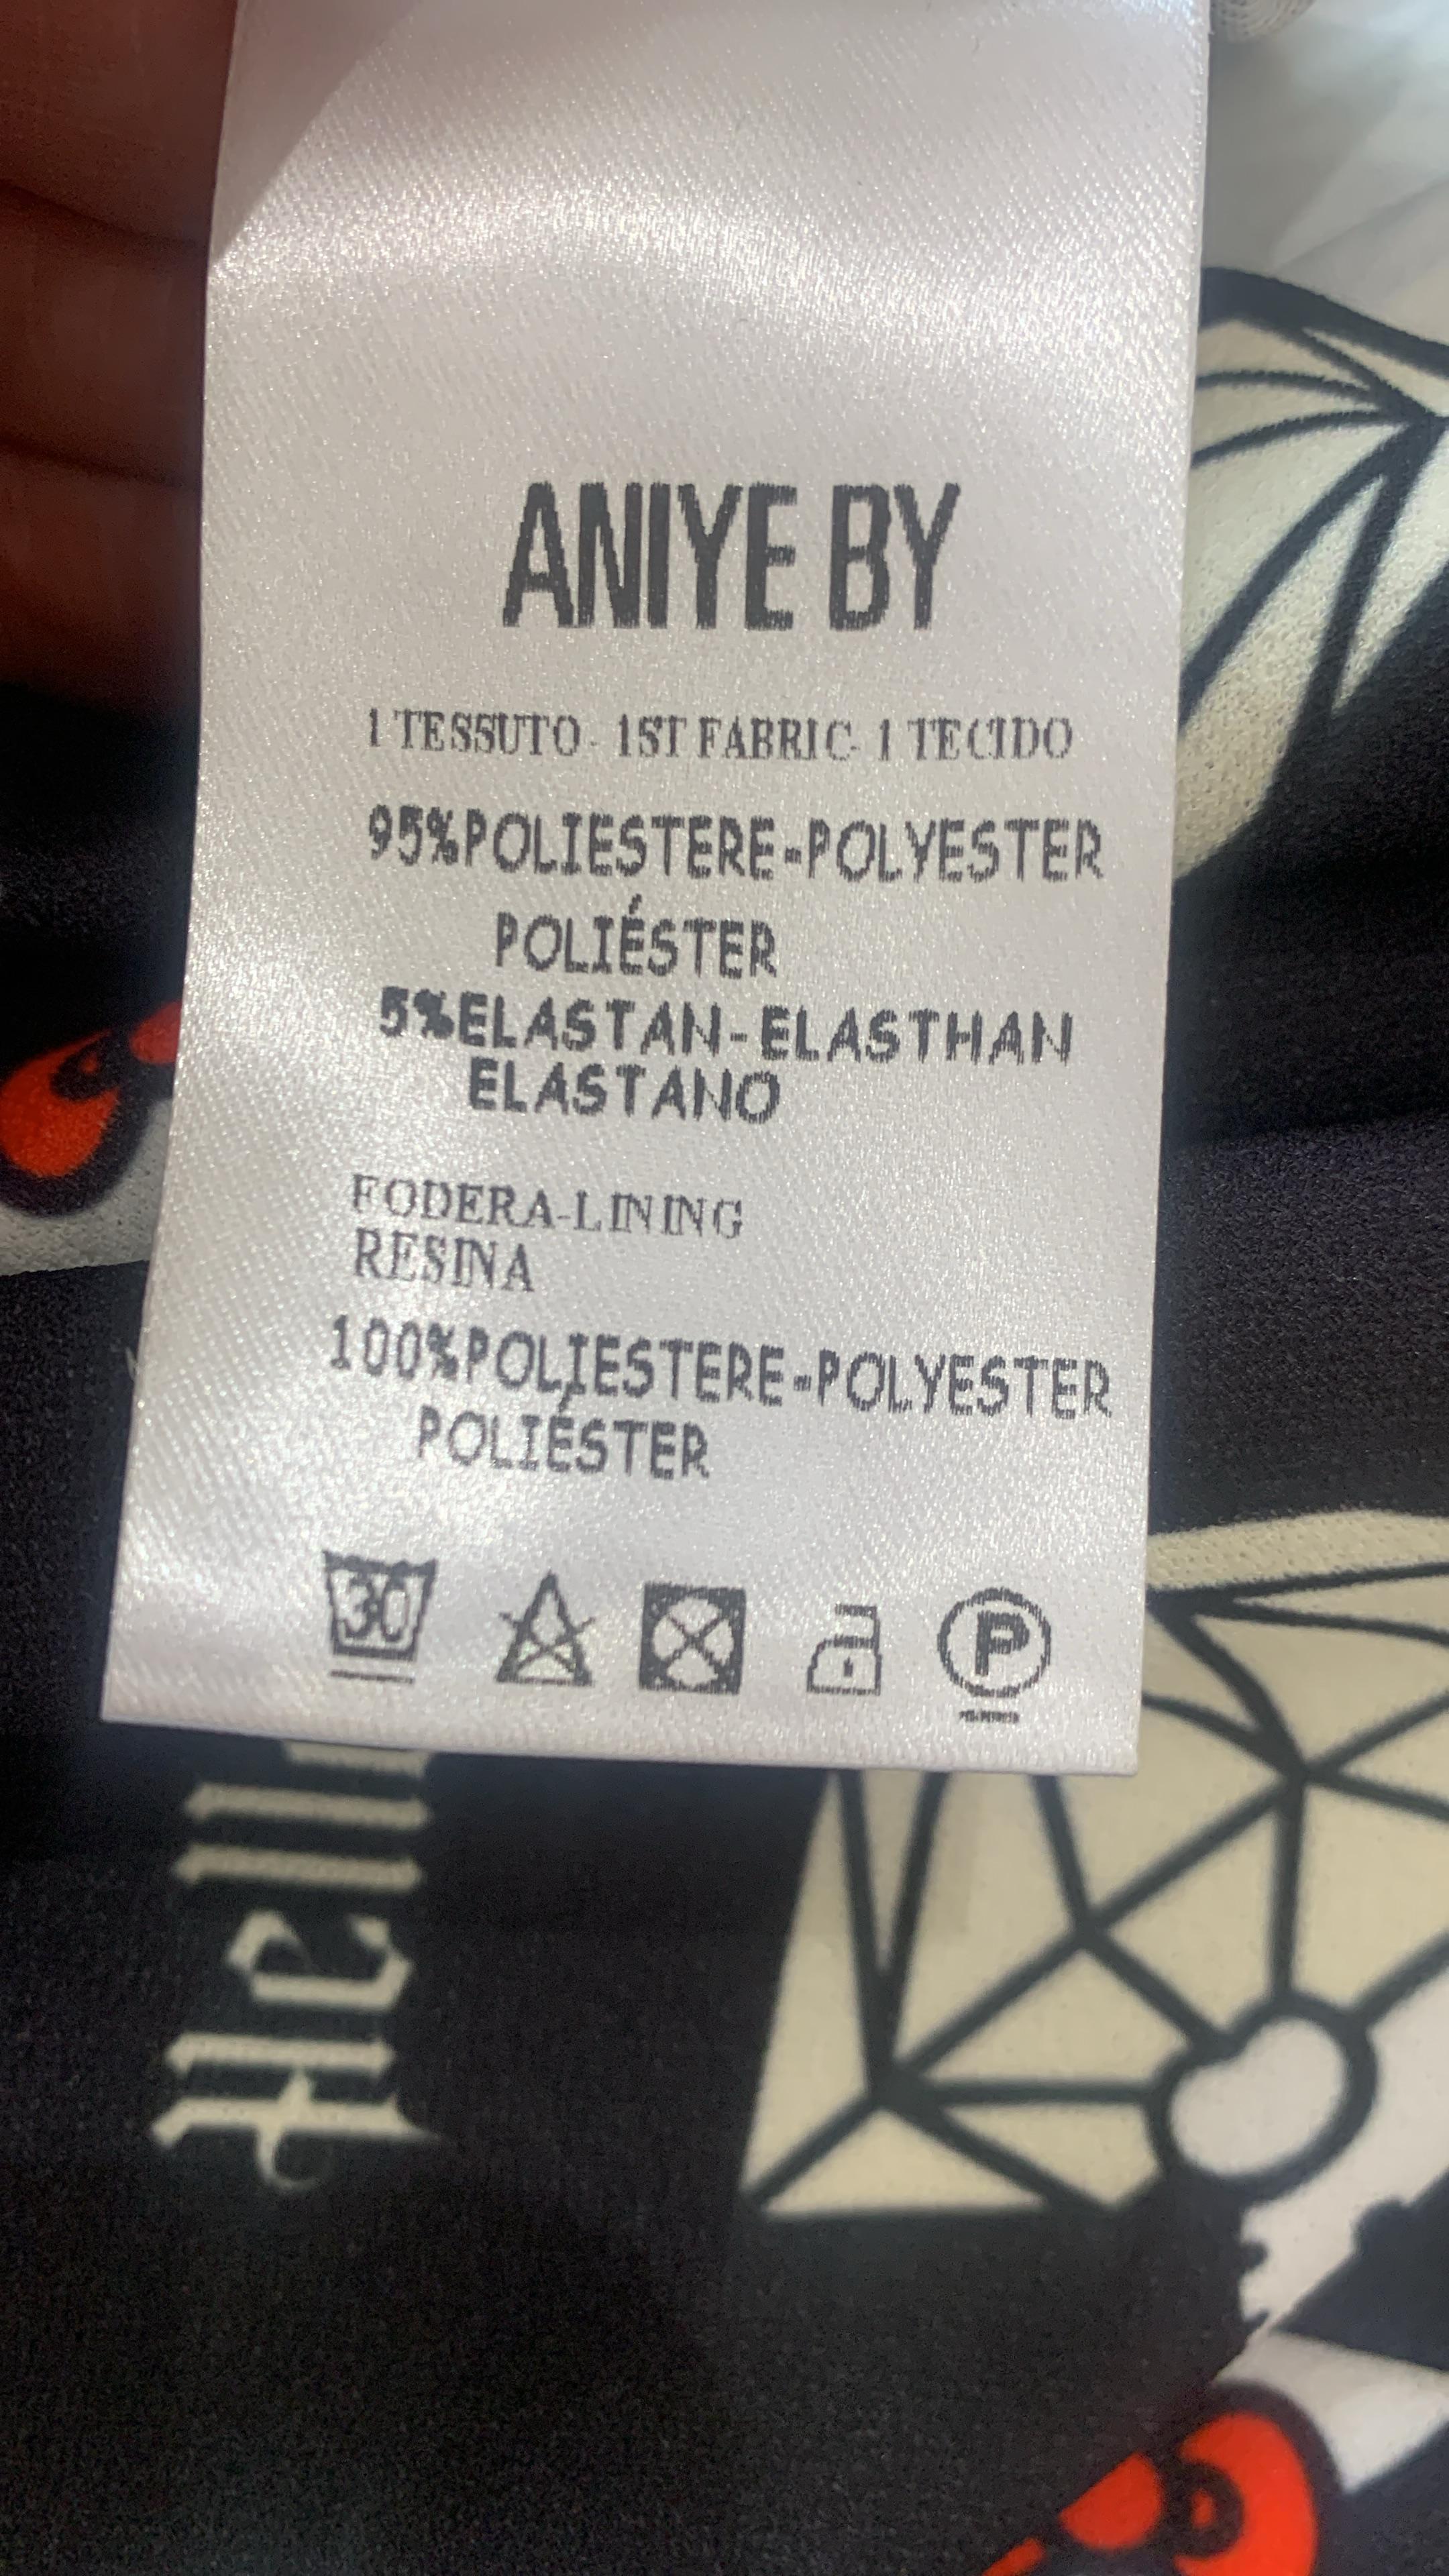 ANIYE BY
1 TESSUTO - 1ST FABRIC- 1 TECIDO
95%POLIESTERE-POLYESTER
POLIÉSTER
5%ELASTAN-ELASTHAN
ELASTANO
FODERA-LINING
RESINA
100%POLIESTERE-POLYESTER
POLIÉSTER
30
P